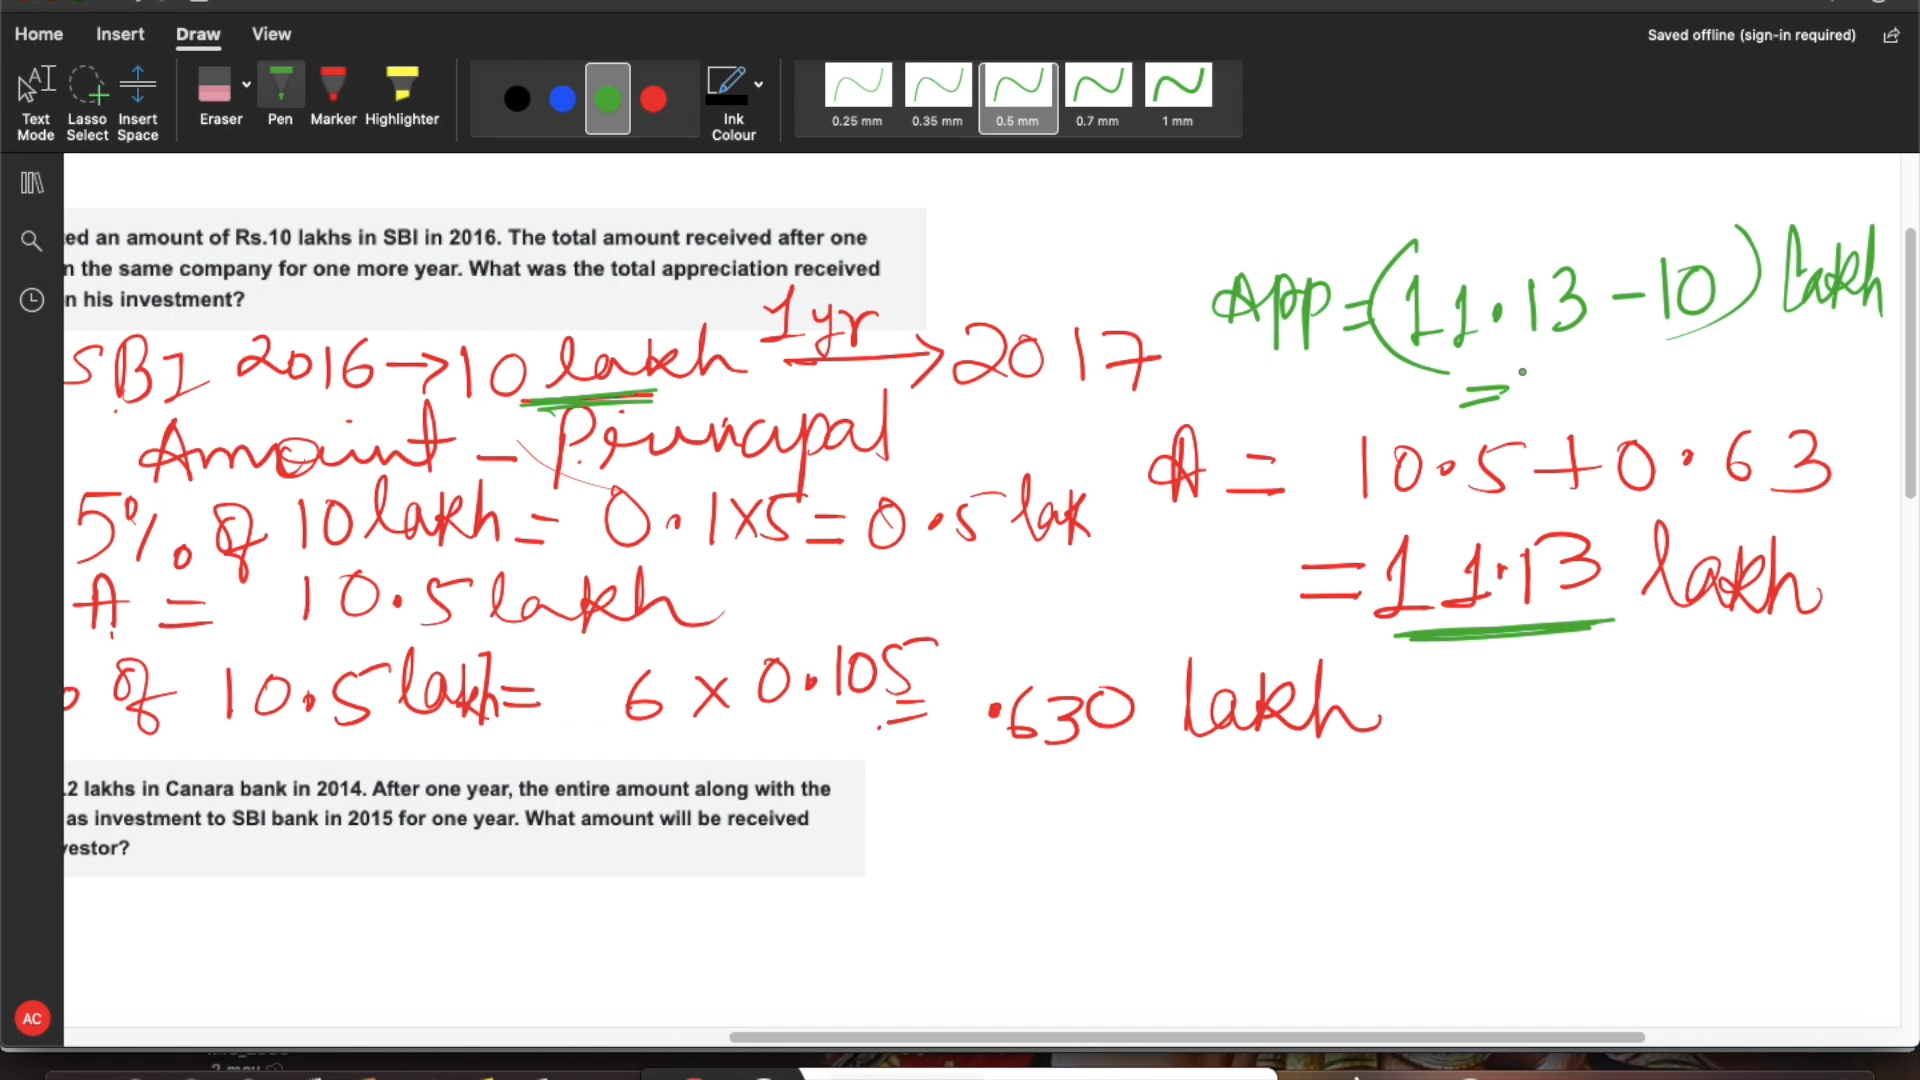 Home Insert Draw View
Saved offline (sign-in required)
Text Mode
Lasso Select
Insert Space
Eraser
Pen
Marker
Highlighter
Ink Colour
0.25 mm
0.35 mm
0.5 mm
0.7 mm
1 mm
ed an amount of Rs.10 lakhs in SBI in 2016. The total amount received after one
n the same company for one more year. What was the total appreciation received
n his investment?
App = (11.13 - 10) lakh
=
SBI 2016 → 10 lakh 1yr → 2017
Amount - Principal
5% of 10 lakh = 0.1x5 = 0.5 lak
A = 10.5 lakh
of 10.5 lakh = 6 x 0.105 = .630 lakh
A = 10.5 + 0.63
= 11.13 lakh
.2 lakhs in Canara bank in 2014. After one year, the entire amount along with the
as investment to SBI bank in 2015 for one year. What amount will be received
vestor?
AC